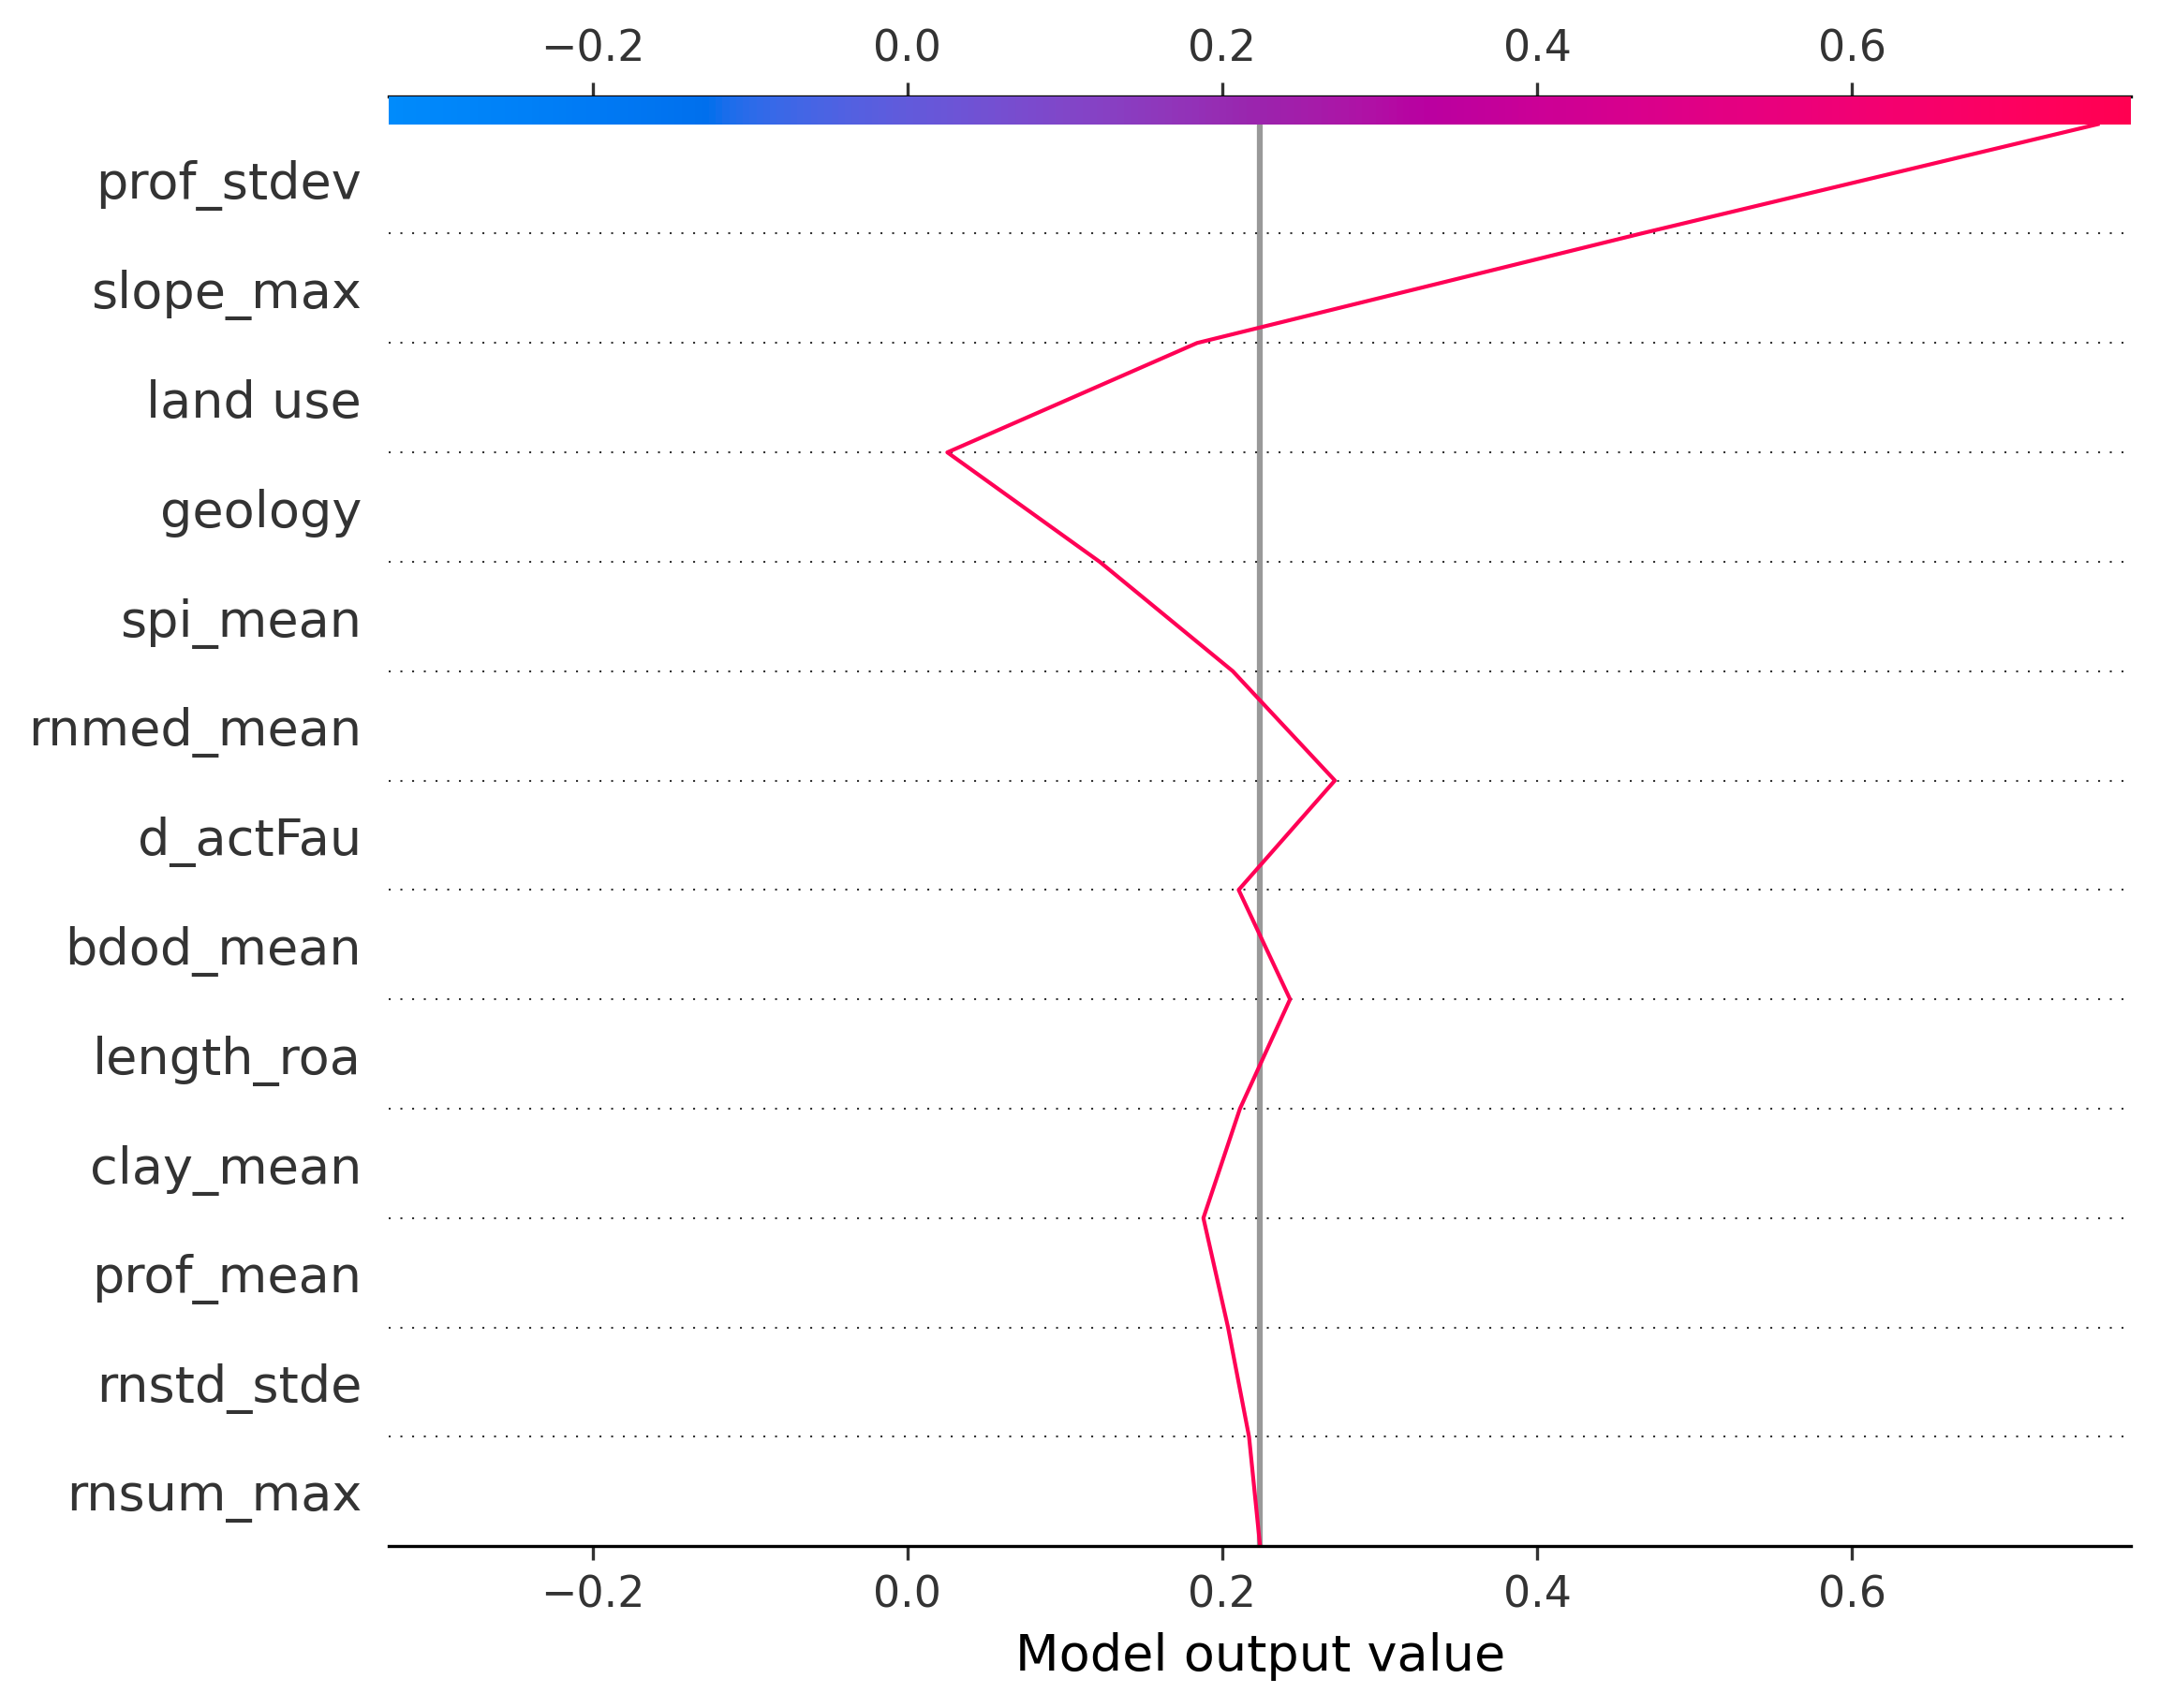 −0.2 0.0 0.2 0.4 0.6
prof_stdev
slope_max
land use
geology
spi_mean
rnmed_mean
d_actFau
bdod_mean
length_roa
clay_mean
prof_mean
rnstd_stde
rnsum_max
−0.2 0.0 0.2 0.4 0.6
Model output value